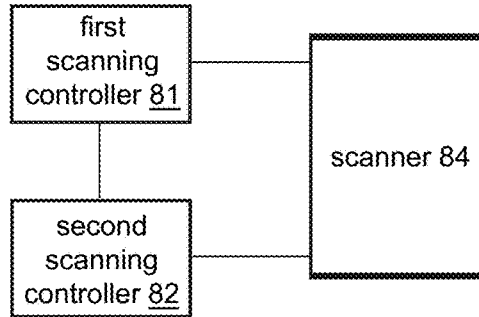 first
scanning
controller 81
scanner 84
second
scanning
controller 82